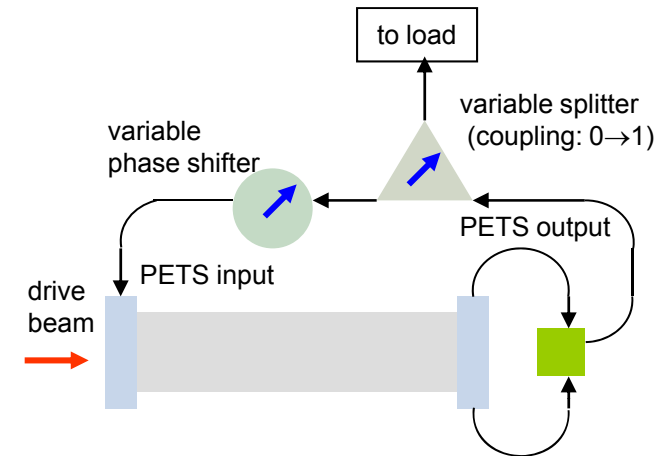 to load
variable splitter
(coupling: 0→1)
variable
phase shifter
PETS output
PETS input
drive
beam